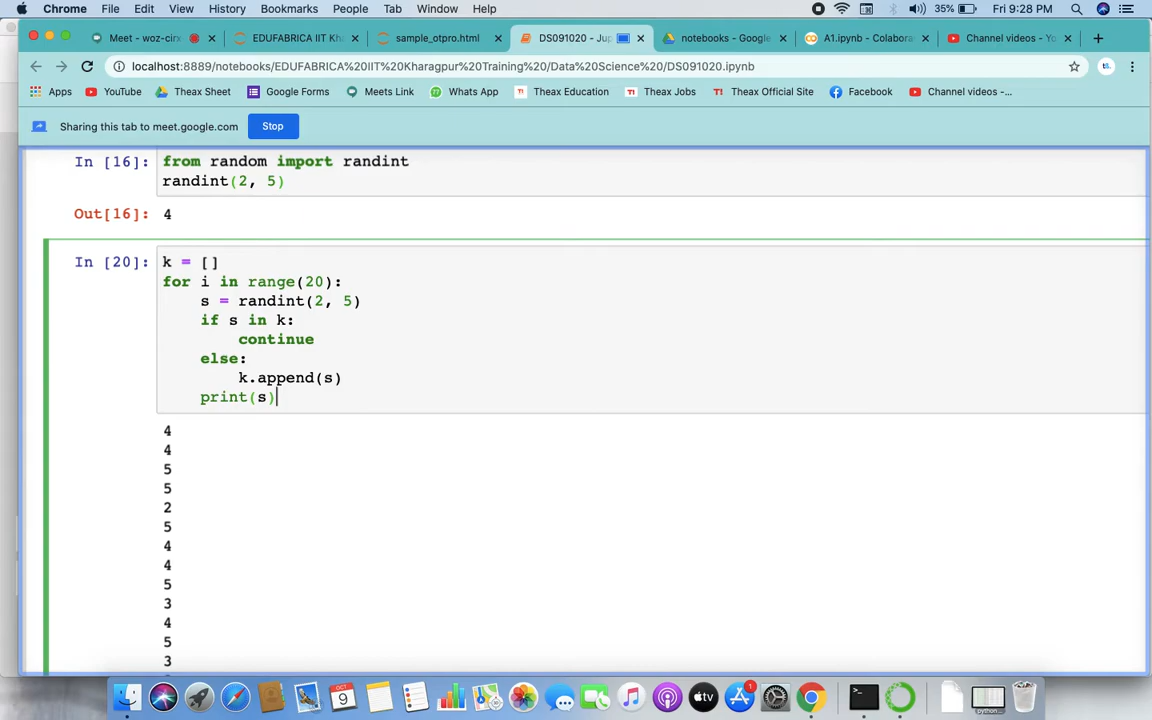 Chrome File Edit View History Bookmarks People Tab Window Help 35% Fri 9:28 PM
Meet - woz-cirx EDUFABRICA IIT Kha sample_otpro.html DS091020 - Jup notebooks - Google A1.ipynb - Colabora Channel videos - Yo
localhost:8889/notebooks/EDUFABRICA%20IIT%20Kharagpur%20Training%20/Data%20Science%20/DS091020.ipynb
Apps YouTube Theax Sheet Google Forms Meets Link Whats App Theax Education Theax Jobs Theax Official Site Facebook Channel videos -...
Sharing this tab to meet.google.com Stop
In [16]: from random import randint
randint(2, 5)
Out[16]: 4
In [20]: k = []
for i in range(20):
    s = randint(2, 5)
    if s in k:
        continue
    else:
        k.append(s)
    print(s)
4
4
5
5
2
5
4
4
5
3
4
5
3